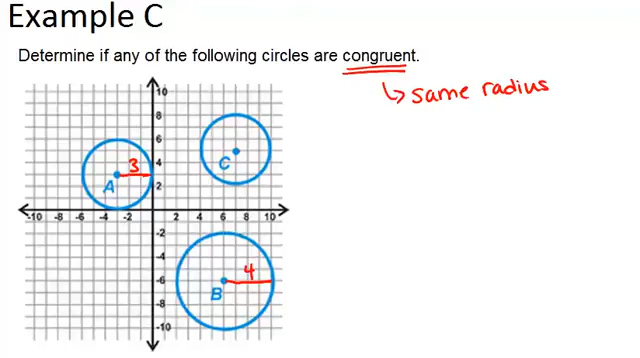 Example C
Determine if any of the following circles are congruent.
↳ same radius
10
8
6
4
2
-10 -8 -6 -4 -2 2 4 6 8 10
-2
-4
-6
-8
-10
3
A
C
4
B